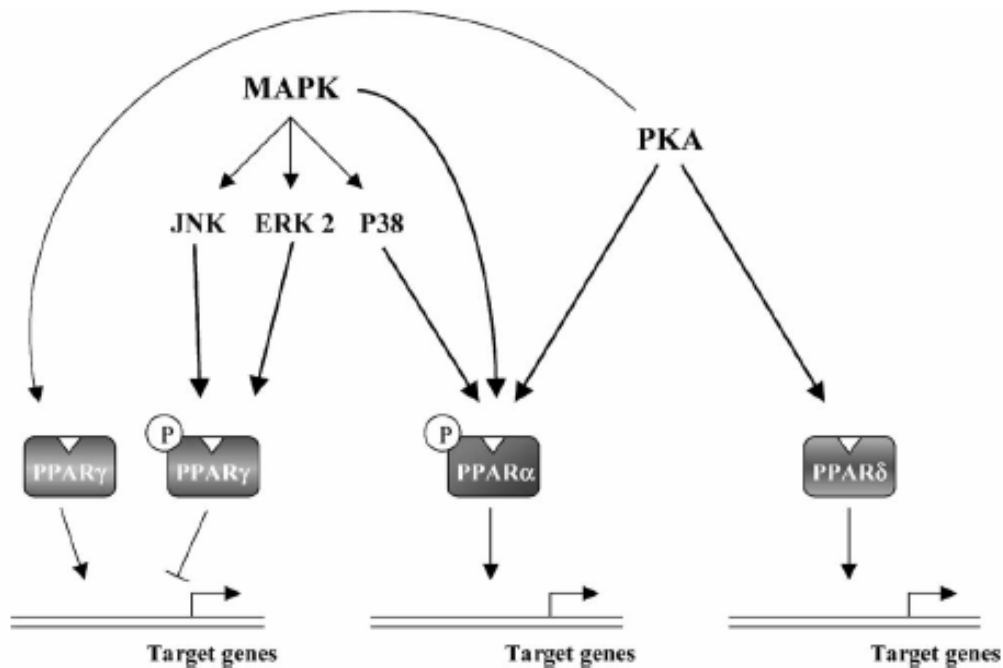 MAPK
PKA
JNK ERK 2 P38
P P
PPARγ PPARγ PPARα PPARδ
Target genes Target genes Target genes